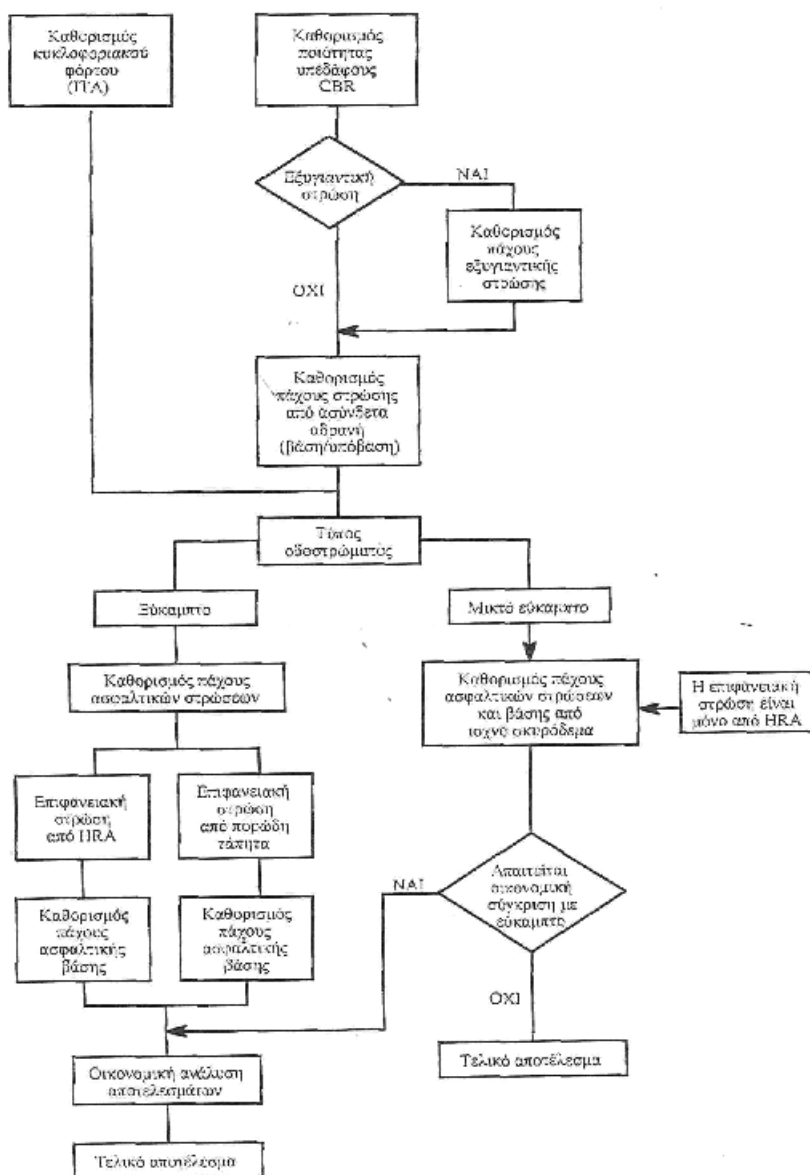 Καθορισμός
κυκλοφοριακού
φόρτου
(ΙΤΑ)
Καθορισμός
ποιότητας
υπεδάφους
CBR
Εξυγιαντική
στρώση
ΝΑΙ
Καθορισμός
πάχους
εξυγιαντικής
στρώσης
ΟΧΙ
Καθορισμός
πάχους στρώσης
από ασύνδετα
αδρανή
(βάση/υπόβαση)
Τύπος
οδοστρώματος
Εύκαμπτο
Μικτό εύκαμπτο
Καθορισμός πάχους
ασφαλτικών στρώσεων
Καθορισμός πάχους
ασφαλτικών στρώσεων
και βάσης από
ισχνό σκυρόδεμα
Η επιφανειακή
στρώση είναι
μόνο από HRA
Επιφανειακή
στρώση
από HRA
Επιφανειακή
στρώση
από πορώδη
τάπητα
Απαιτείται
οικονομική
σύγκριση με
εύκαμπτο
ΝΑΙ
Καθορισμός
πάχους
ασφαλτικής
βάσης
Καθορισμός
πάχους
ασφαλτικής
βάσης
ΟΧΙ
Οικονομική ανάλυση
αποτελεσμάτων
Τελικό αποτέλεσμα
Τελικό αποτέλεσμα